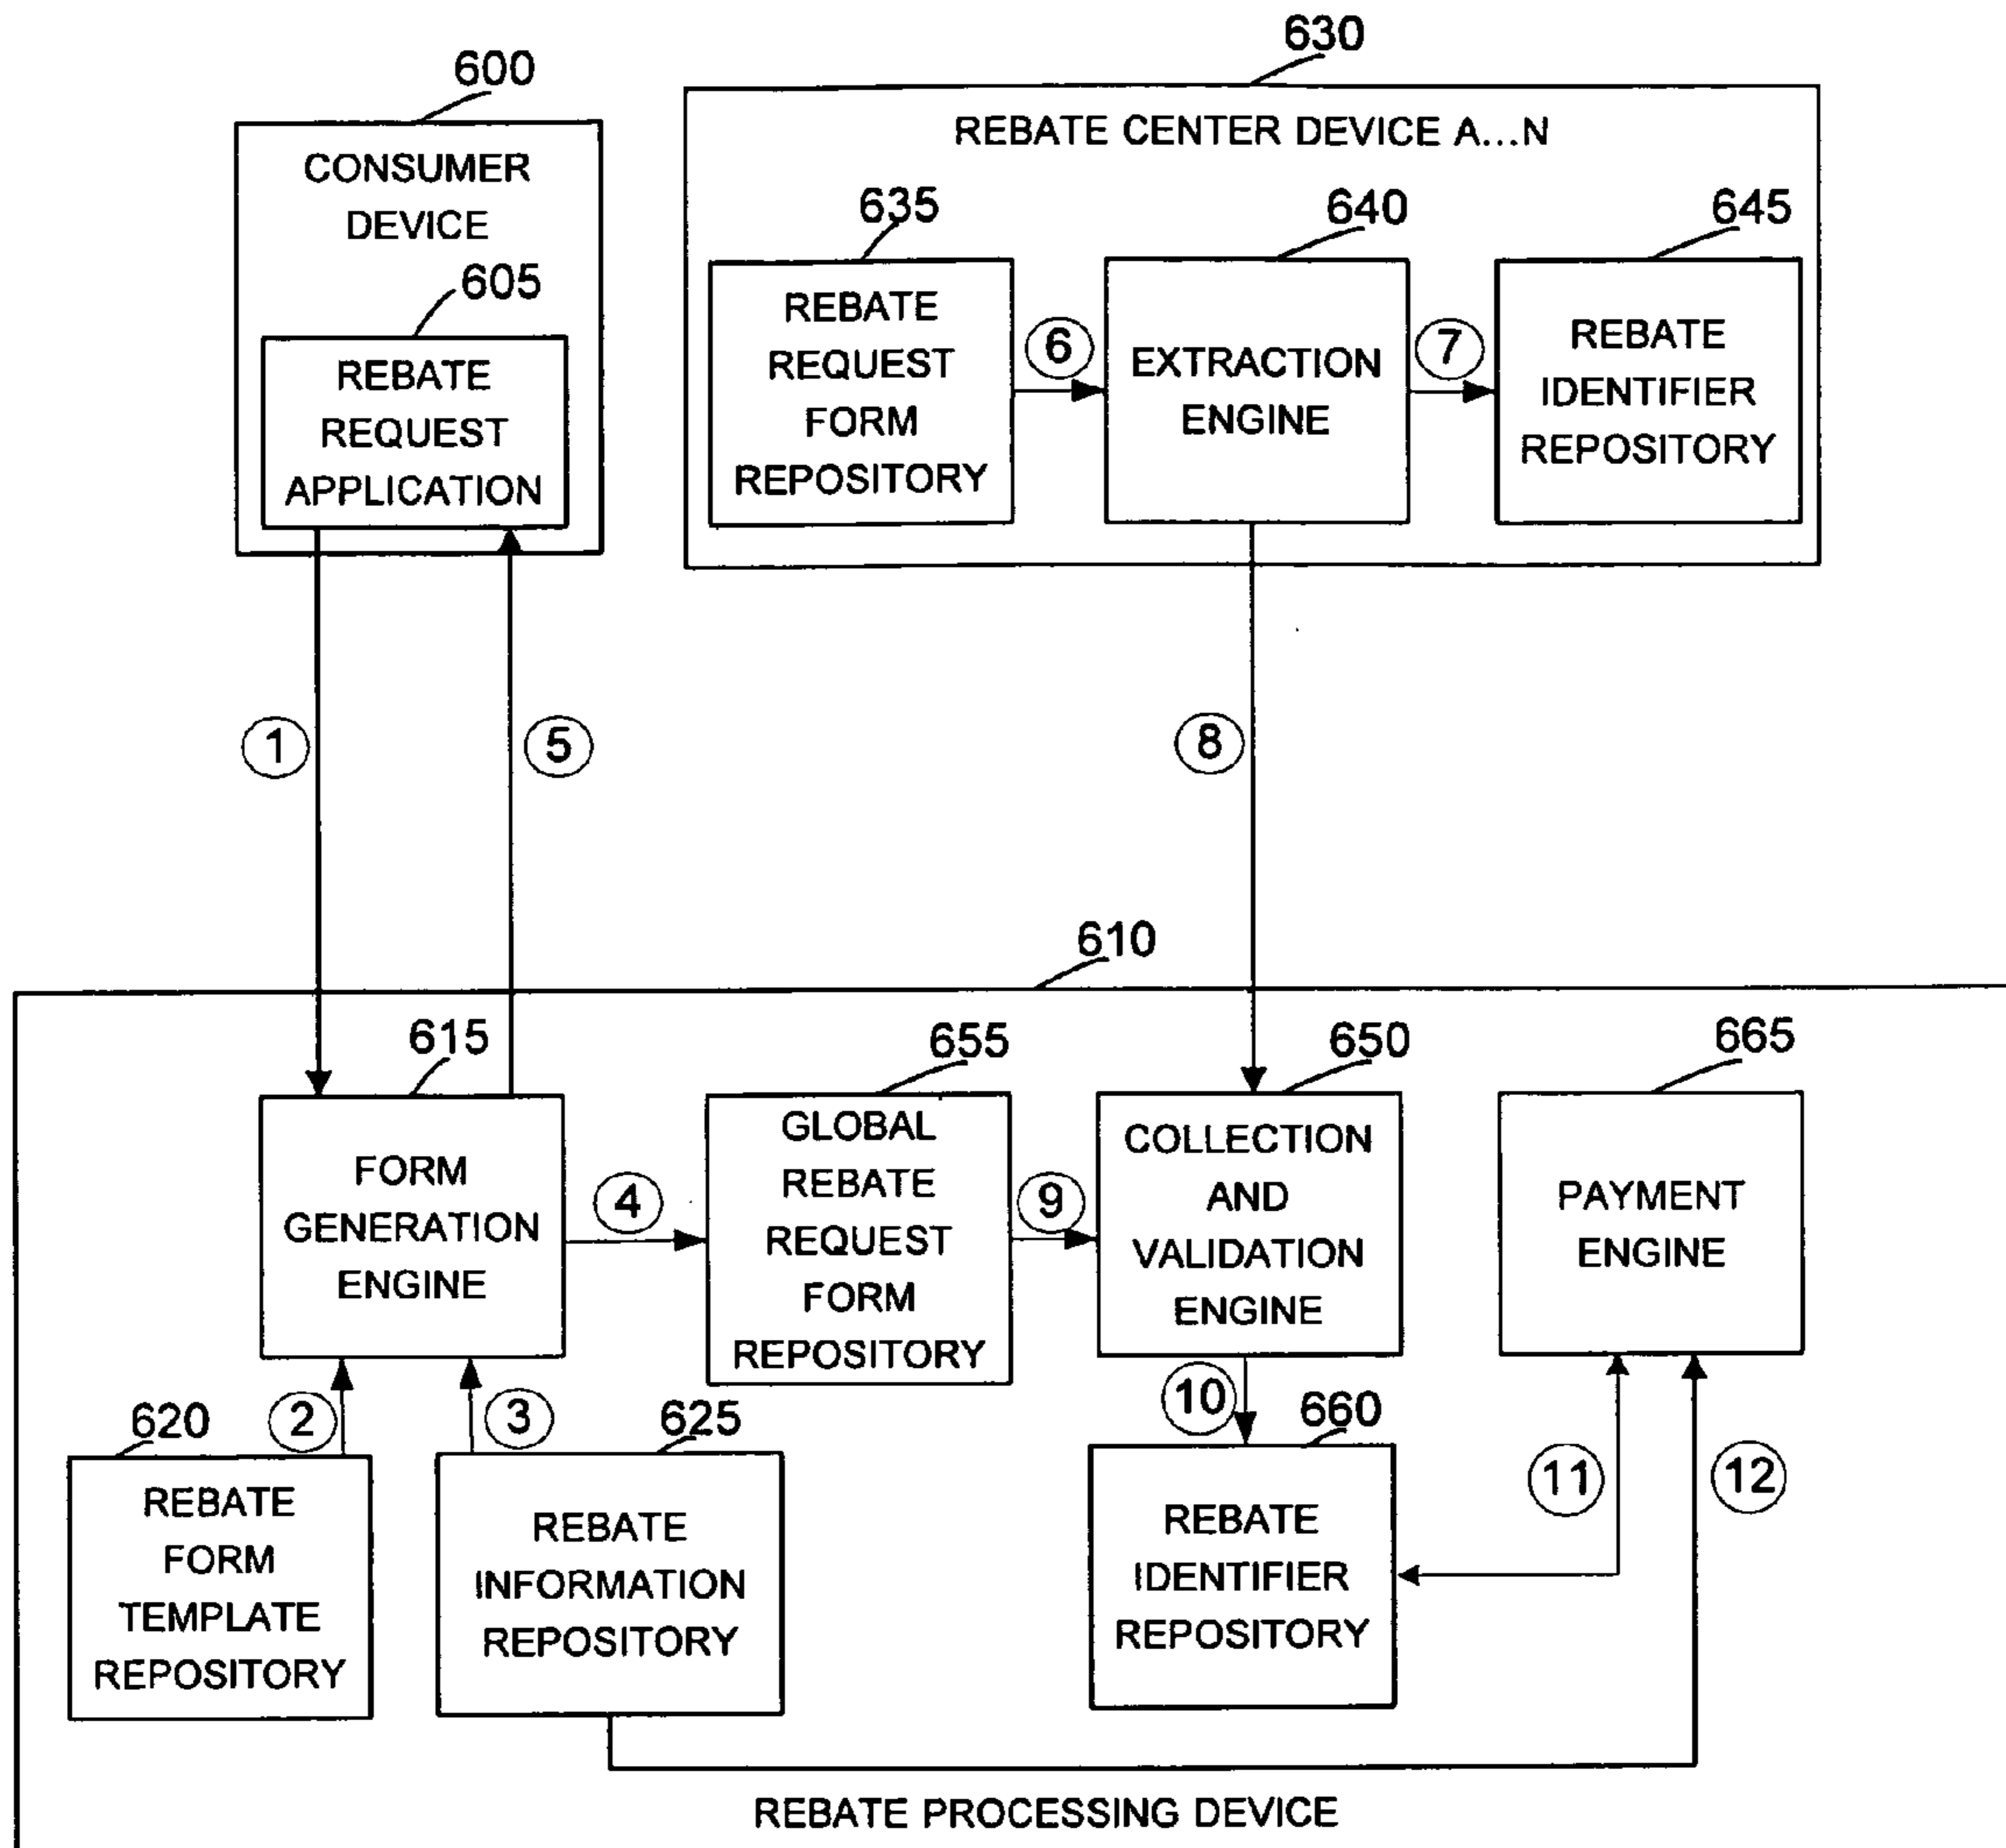 630
600
REBATE CENTER DEVICE A...N
CONSUMER
DEVICE
635
640
645
605
REBATE
REQUEST
FORM
REPOSITORY
6
EXTRACTION
ENGINE
7
REBATE
IDENTIFIER
REPOSITORY
REBATE
REQUEST
APPLICATION
1
5
8
610
615
655
650
665
FORM
GENERATION
ENGINE
4
GLOBAL
REBATE
REQUEST
FORM
REPOSITORY
9
COLLECTION
AND
VALIDATION
ENGINE
PAYMENT
ENGINE
620
2
3
625
10
660
11
12
REBATE
FORM
TEMPLATE
REPOSITORY
REBATE
INFORMATION
REPOSITORY
REBATE
IDENTIFIER
REPOSITORY
REBATE PROCESSING DEVICE